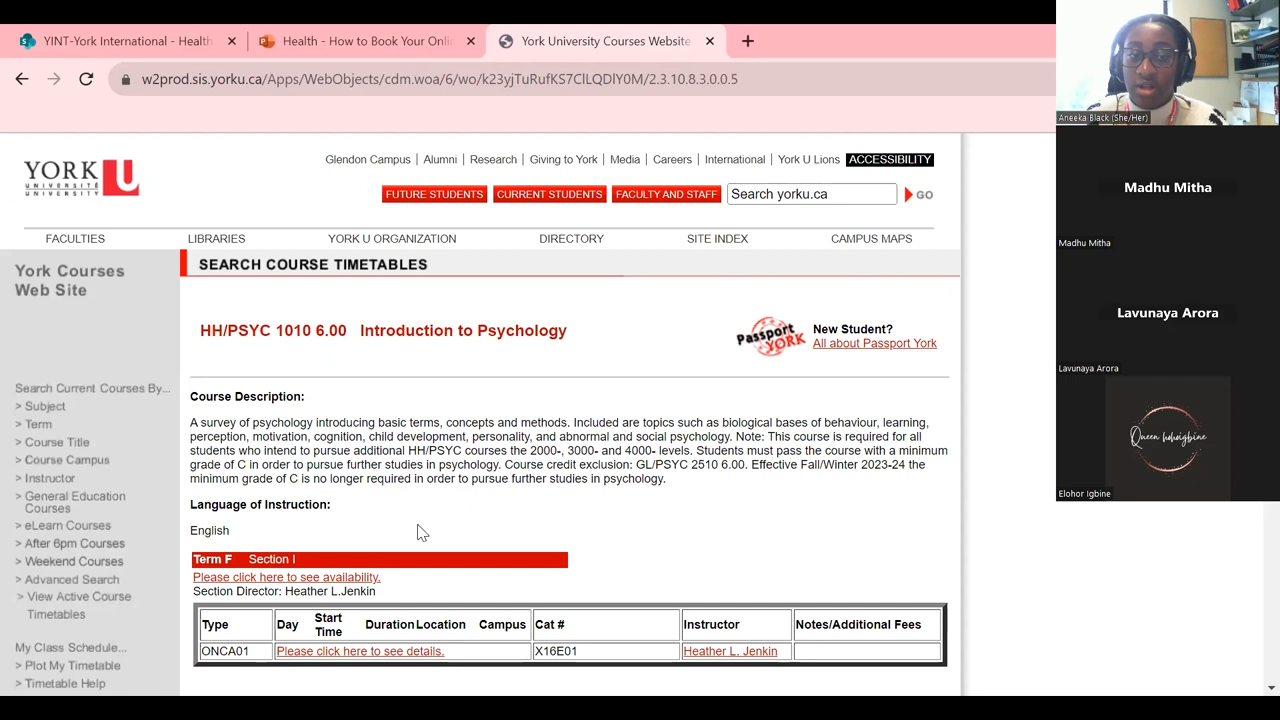 YINT-York International - Health
Health - How to Book Your Onli
York University Courses Website
w2prod.sis.yorku.ca/Apps/WebObjects/cdm.woa/6/wo/k23yjTuRufKS7ClLQDlY0M/2.3.10.8.3.0.0.5
YORK U
UNIVERSITÉ
UNIVERSITY
Glendon Campus | Alumni | Research | Giving to York | Media | Careers | International | York U Lions ACCESSIBILITY
FUTURE STUDENTS CURRENT STUDENTS FACULTY AND STAFF Search yorku.ca GO
FACULTIES LIBRARIES YORK U ORGANIZATION DIRECTORY SITE INDEX CAMPUS MAPS
York Courses
Web Site
Search Current Courses By...
> Subject
> Term
> Course Title
> Course Campus
> Instructor
> General Education
Courses
> eLearn Courses
> After 6pm Courses
> Weekend Courses
> Advanced Search
> View Active Course
Timetables
My Class Schedule...
> Plot My Timetable
> Timetable Help
SEARCH COURSE TIMETABLES
HH/PSYC 1010 6.00 Introduction to Psychology
Passport YORK
New Student?
All about Passport York
Course Description:
A survey of psychology introducing basic terms, concepts and methods. Included are topics such as biological bases of behaviour, learning,
perception, motivation, cognition, child development, personality, and abnormal and social psychology. Note: This course is required for all
students who intend to pursue additional HH/PSYC courses the 2000-, 3000- and 4000- levels. Students must pass the course with a minimum
grade of C in order to pursue further studies in psychology. Course credit exclusion: GL/PSYC 2510 6.00. Effective Fall/Winter 2023-24 the
minimum grade of C is no longer required in order to pursue further studies in psychology.
Language of Instruction:
English
Term F Section I
Please click here to see availability.
Section Director: Heather L.Jenkin
Type Day Start Time Duration Location Campus Cat # Instructor Notes/Additional Fees
ONCA01 Please click here to see details. X16E01 Heather L. Jenkin
Aneeka Black (She/Her)
Madhu Mitha
Madhu Mitha
Lavunaya Arora
Lavunaya Arora
Queen hohoigbine
Elohor Igbine